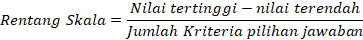 Rentang Skala = Nilai tertinggi − nilai terendah
Jumlah Kriteria pilihan jawaban